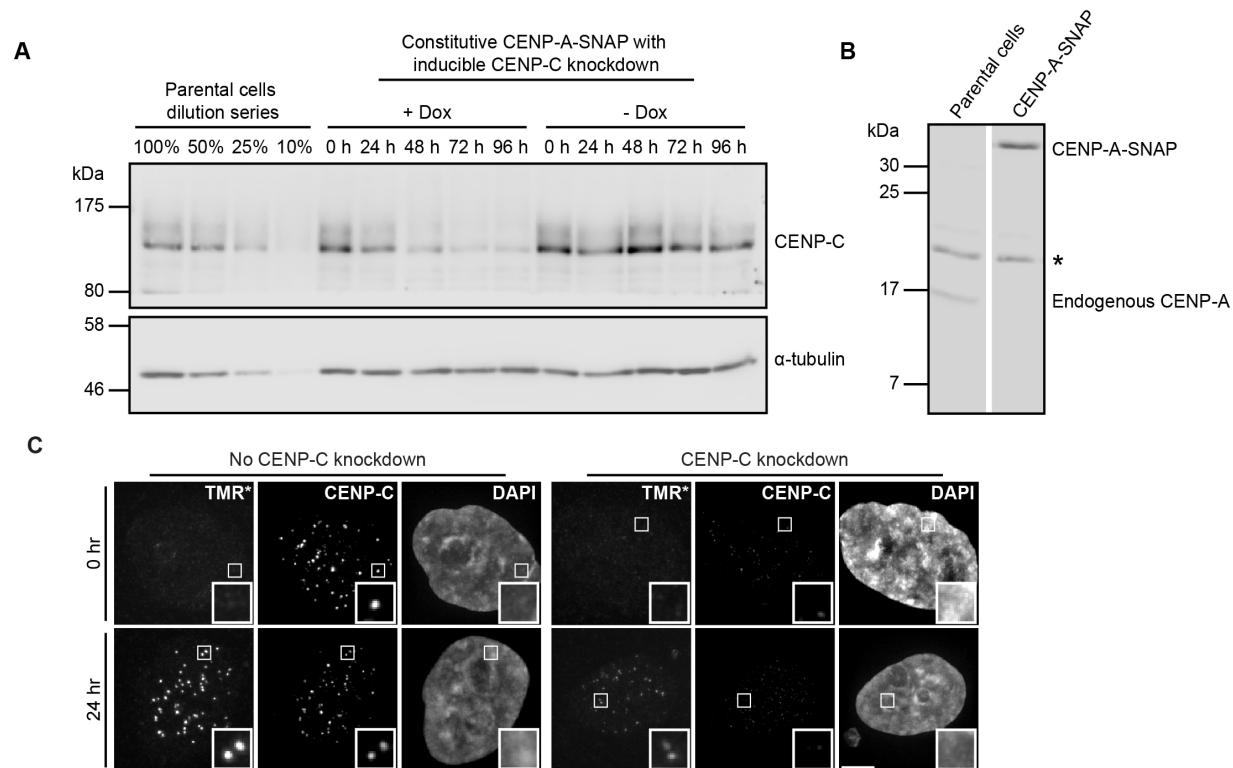 A
Constitutive CENP-A-SNAP with
inducible CENP-C knockdown
Parental cells
dilution series
+ Dox
- Dox
100% 50% 25% 10% 0 h 24 h 48 h 72 h 96 h 0 h 24 h 48 h 72 h 96 h
kDa
175
CENP-C
80
58
α-tubulin
46
B
Parental cells
CENP-A-SNAP
kDa
CENP-A-SNAP
30
25
*
17
Endogenous CENP-A
7
C
No CENP-C knockdown
CENP-C knockdown
0 hr
TMR* CENP-C DAPI TMR* CENP-C DAPI
24 hr